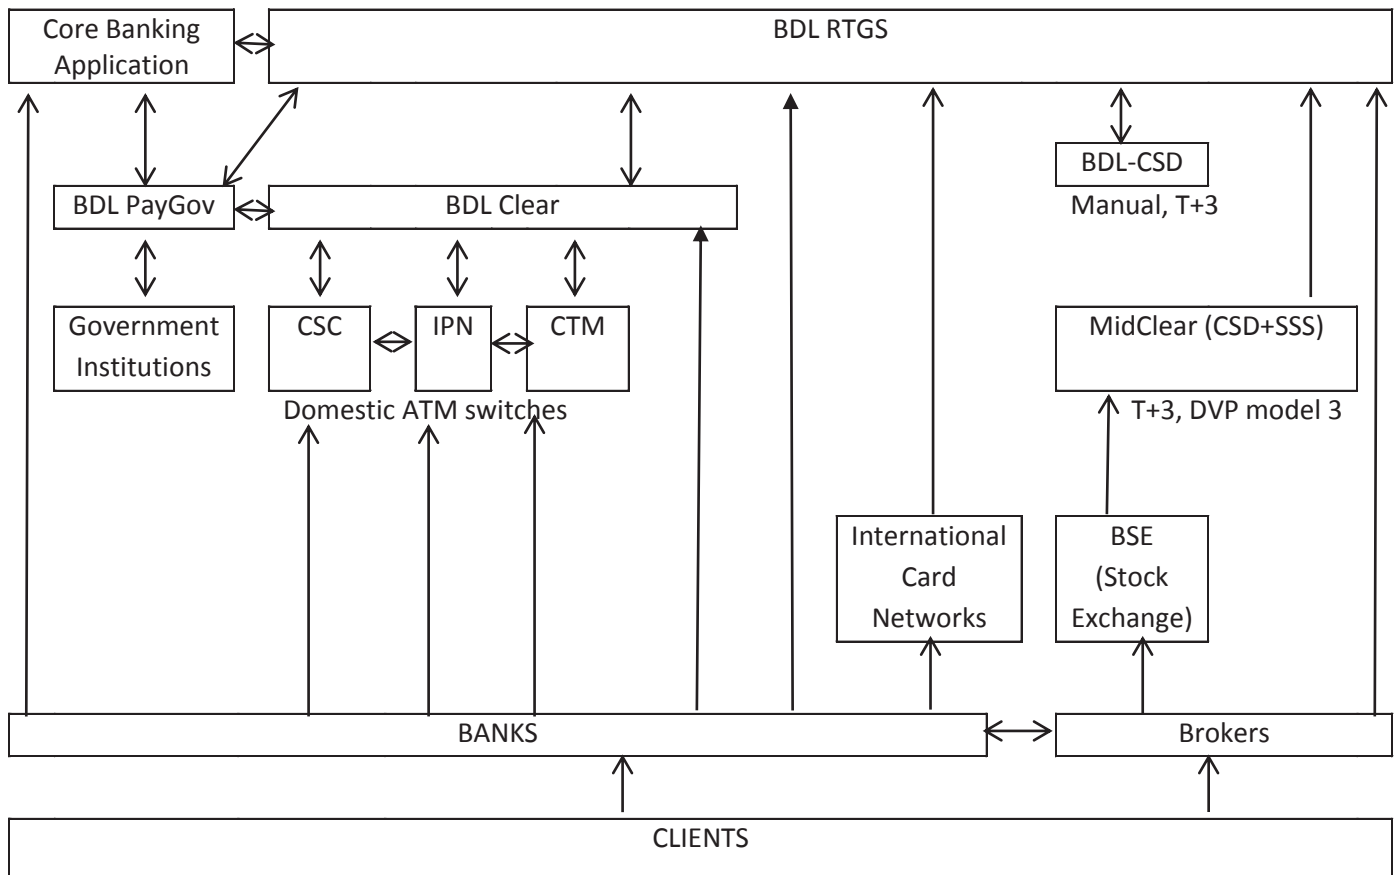 Core Banking
Application
BDL RTGS
BDL-CSD
Manual, T+3
BDL PayGov
BDL Clear
Government
Institutions
CSC
IPN
CTM
Domestic ATM switches
MidClear (CSD+SSS)
T+3, DVP model 3
International
Card
Networks
BSE
(Stock
Exchange)
BANKS
Brokers
CLIENTS